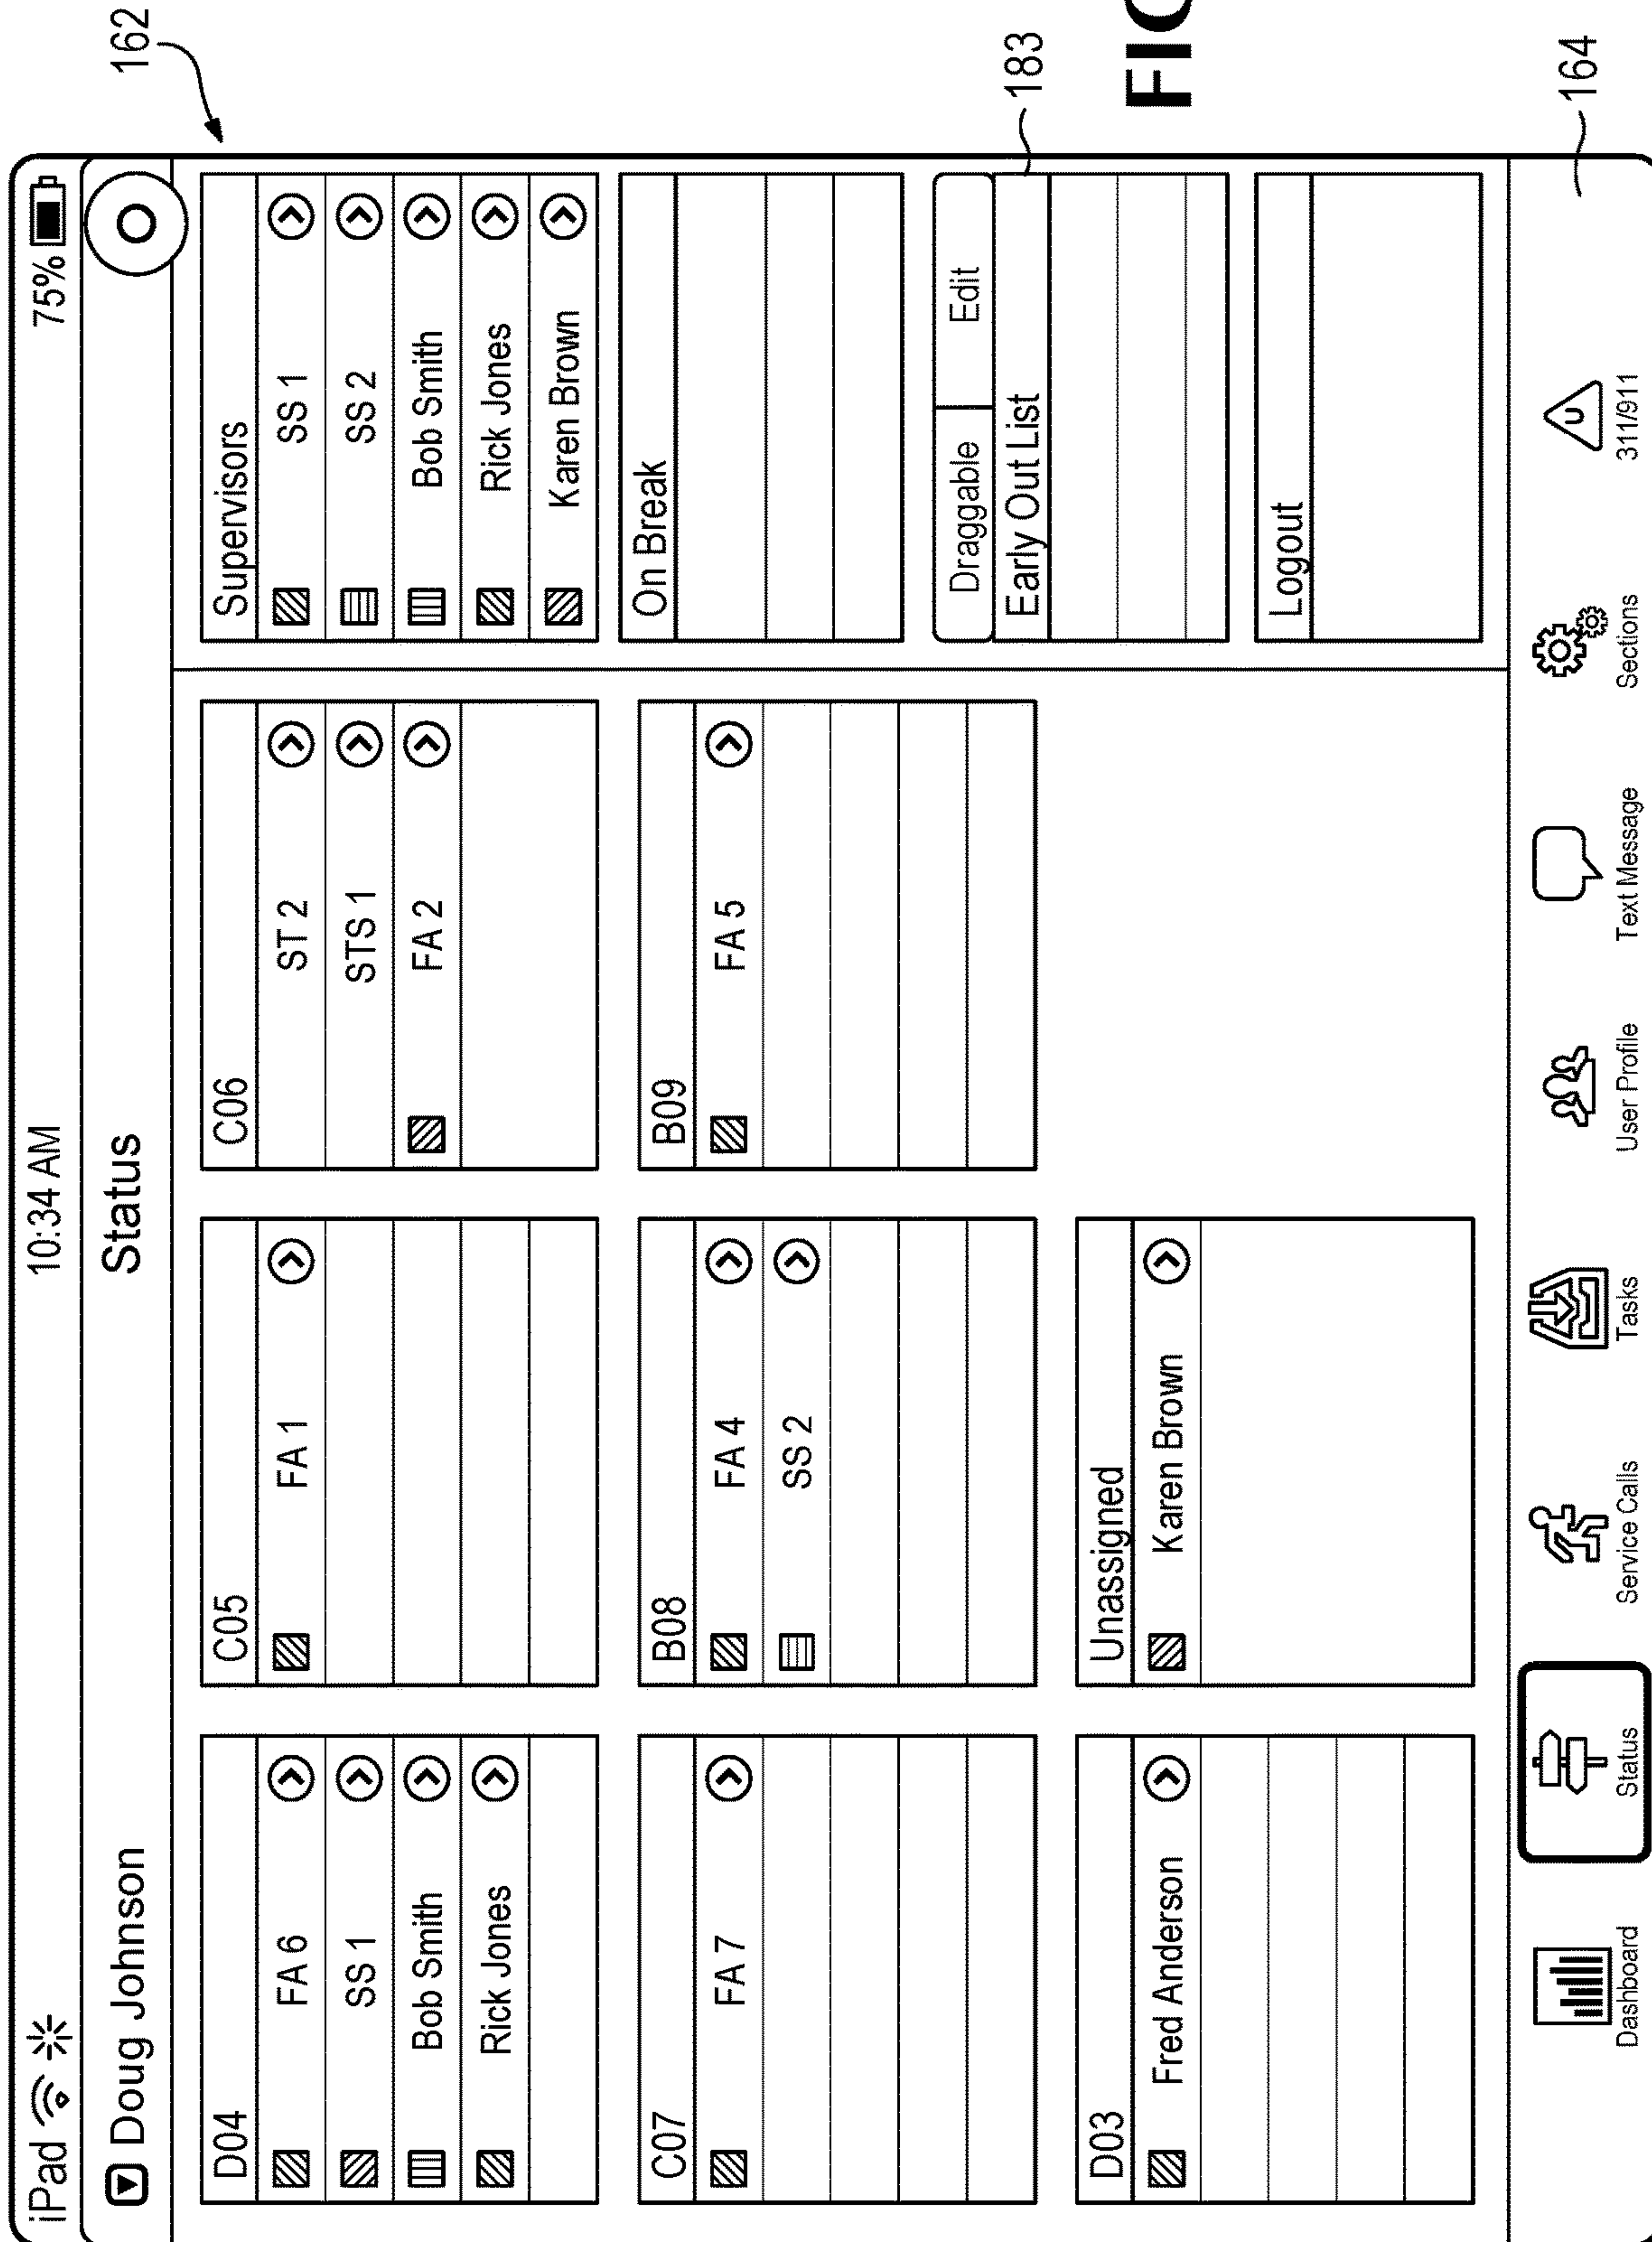 iPad 10:34 AM 75%
Doug Johnson Status
162
D04
FA 6
SS 1
Bob Smith
Rick Jones
C05
FA 1
C06
ST 2
STS 1
FA 2
Supervisors
SS 1
SS 2
Bob Smith
Rick Jones
Karen Brown
C07
FA 7
B08
FA 4
SS 2
B09
FA 5
On Break
D03
Fred Anderson
Unassigned
Karen Brown
Draggable Edit
Early Out List
183
Logout
Dashboard Status Service Calls Tasks User Profile Text Message Sections 311/911
164